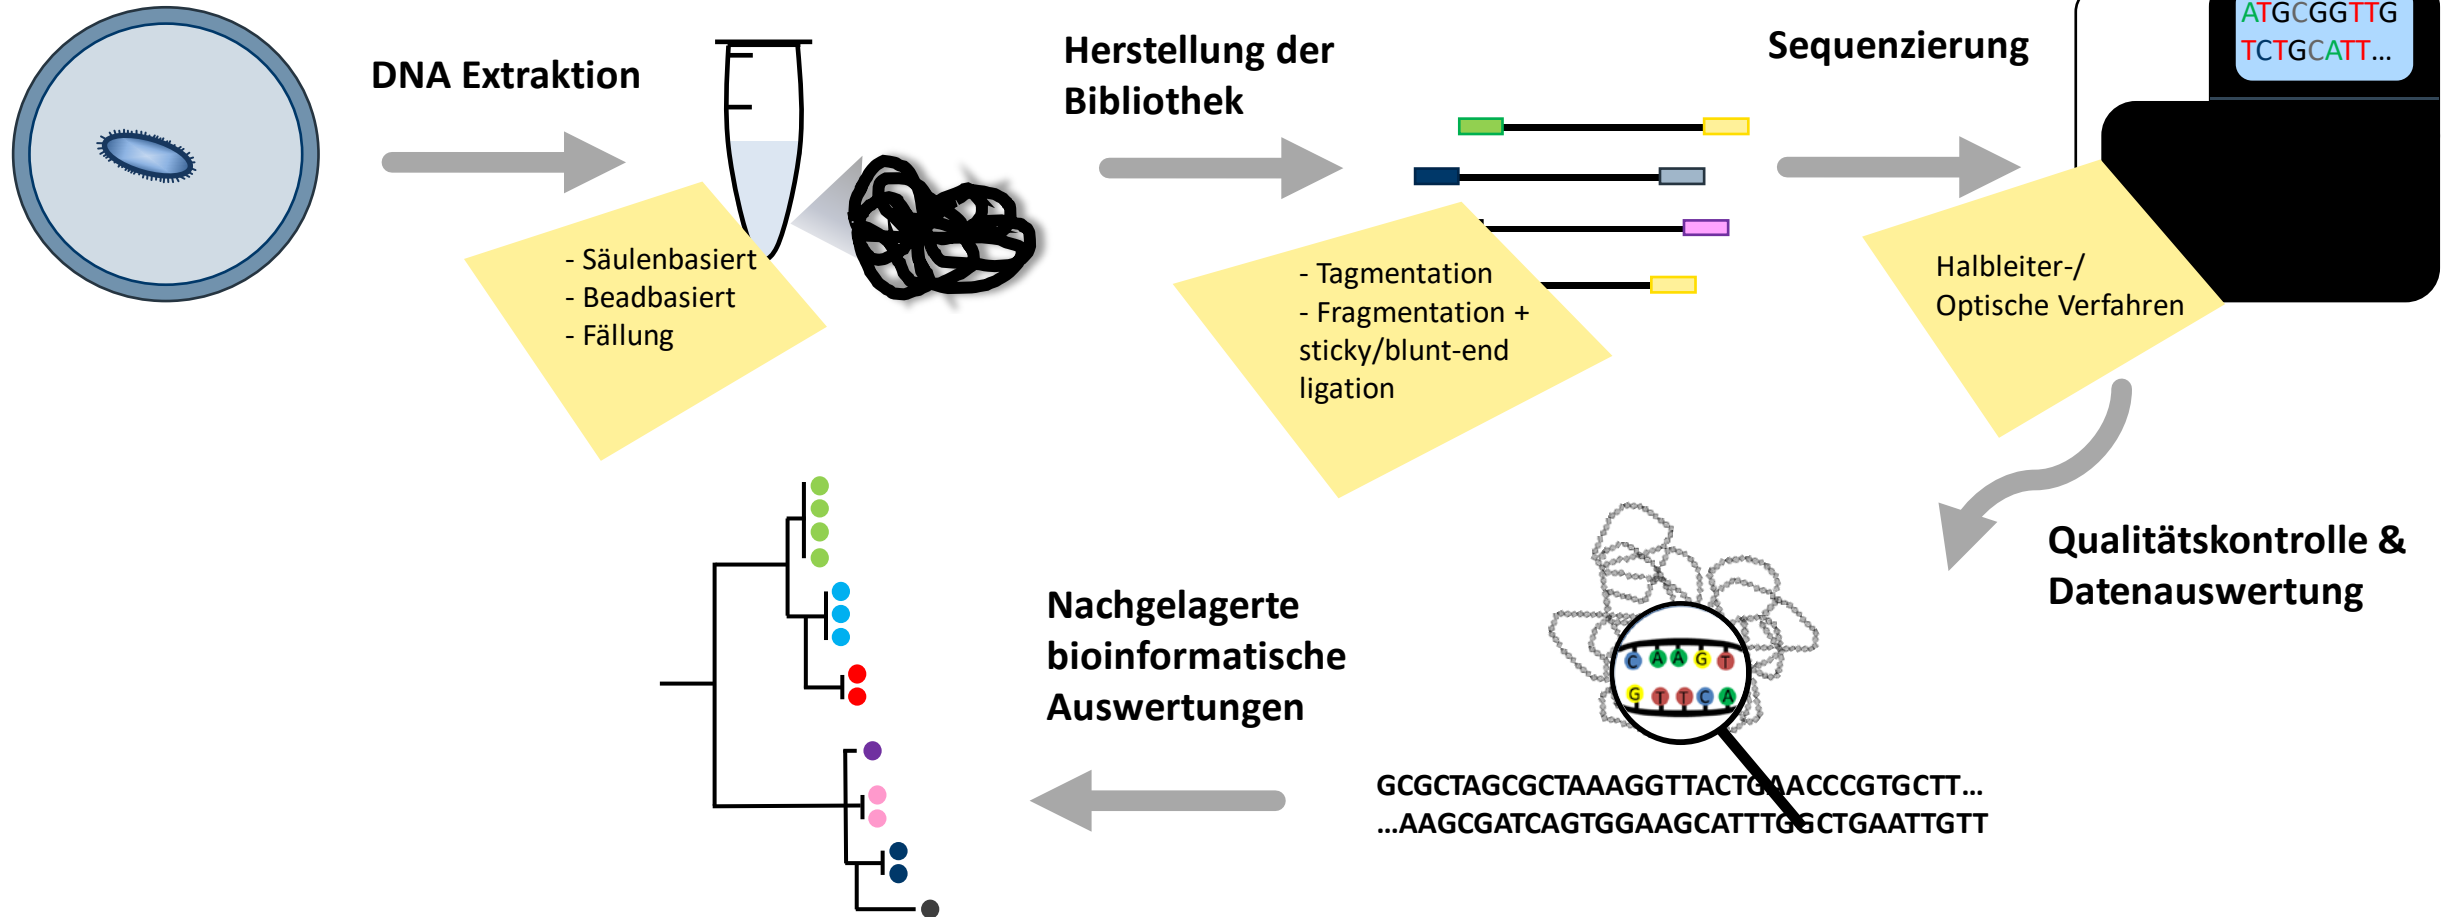 DNA Extraktion
- Säulenbasiert
- Beadbasiert
- Fällung
Herstellung der
Bibliothek
- Tagmentation
- Fragmentation +
sticky/blunt-end
ligation
Sequenzierung
ATGCGGTTG
TCTGCATT...
Halbleiter-/
Optische Verfahren
Qualitätskontrolle &
Datenauswertung
C A A G T
G T T C A
GCGCTAGCGCTAAAGGTTACTGAACCCGTGCTT...
...AAGCGATCAGTGGAAGCATTTGGCTGAATTGTT
Nachgelagerte
bioinformatische
Auswertungen